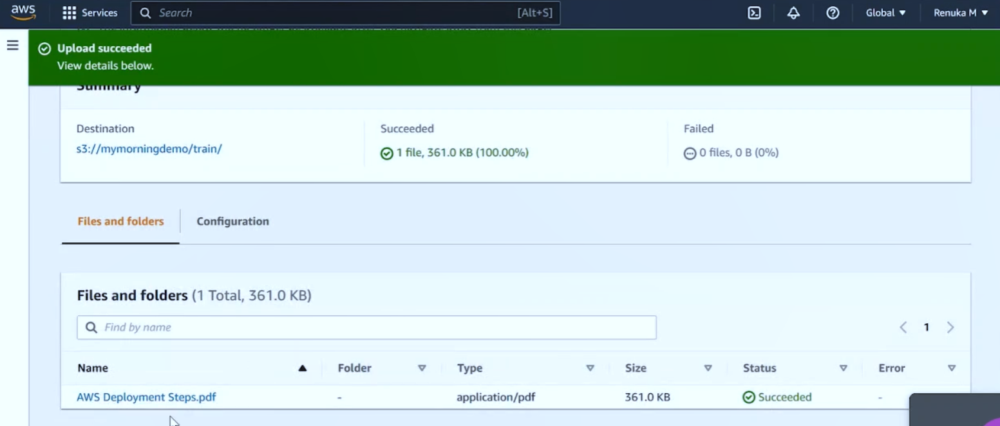 aws
Services
Search
[Alt+S]
Global ▼
Renuka M ▼
Upload succeeded
View details below.
Summary
Destination
Succeeded
Failed
s3://mymorningdemo/train/
1 file, 361.0 KB (100.00%)
0 files, 0 B (0%)
Files and folders
Configuration
Files and folders (1 Total, 361.0 KB)
Find by name
1
Name
Folder
Type
Size
Status
Error
AWS Deployment Steps.pdf
-
application/pdf
361.0 KB
Succeeded
-